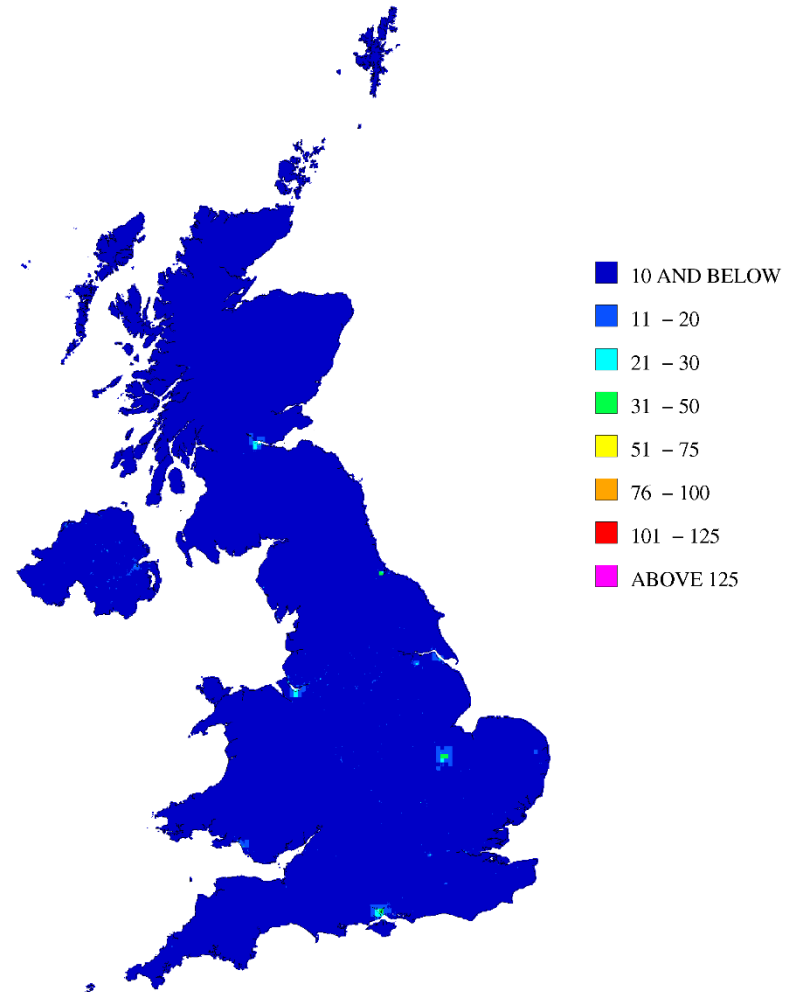 10 AND BELOW
11 – 20
21 – 30
31 – 50
51 – 75
76 – 100
101 – 125
ABOVE 125